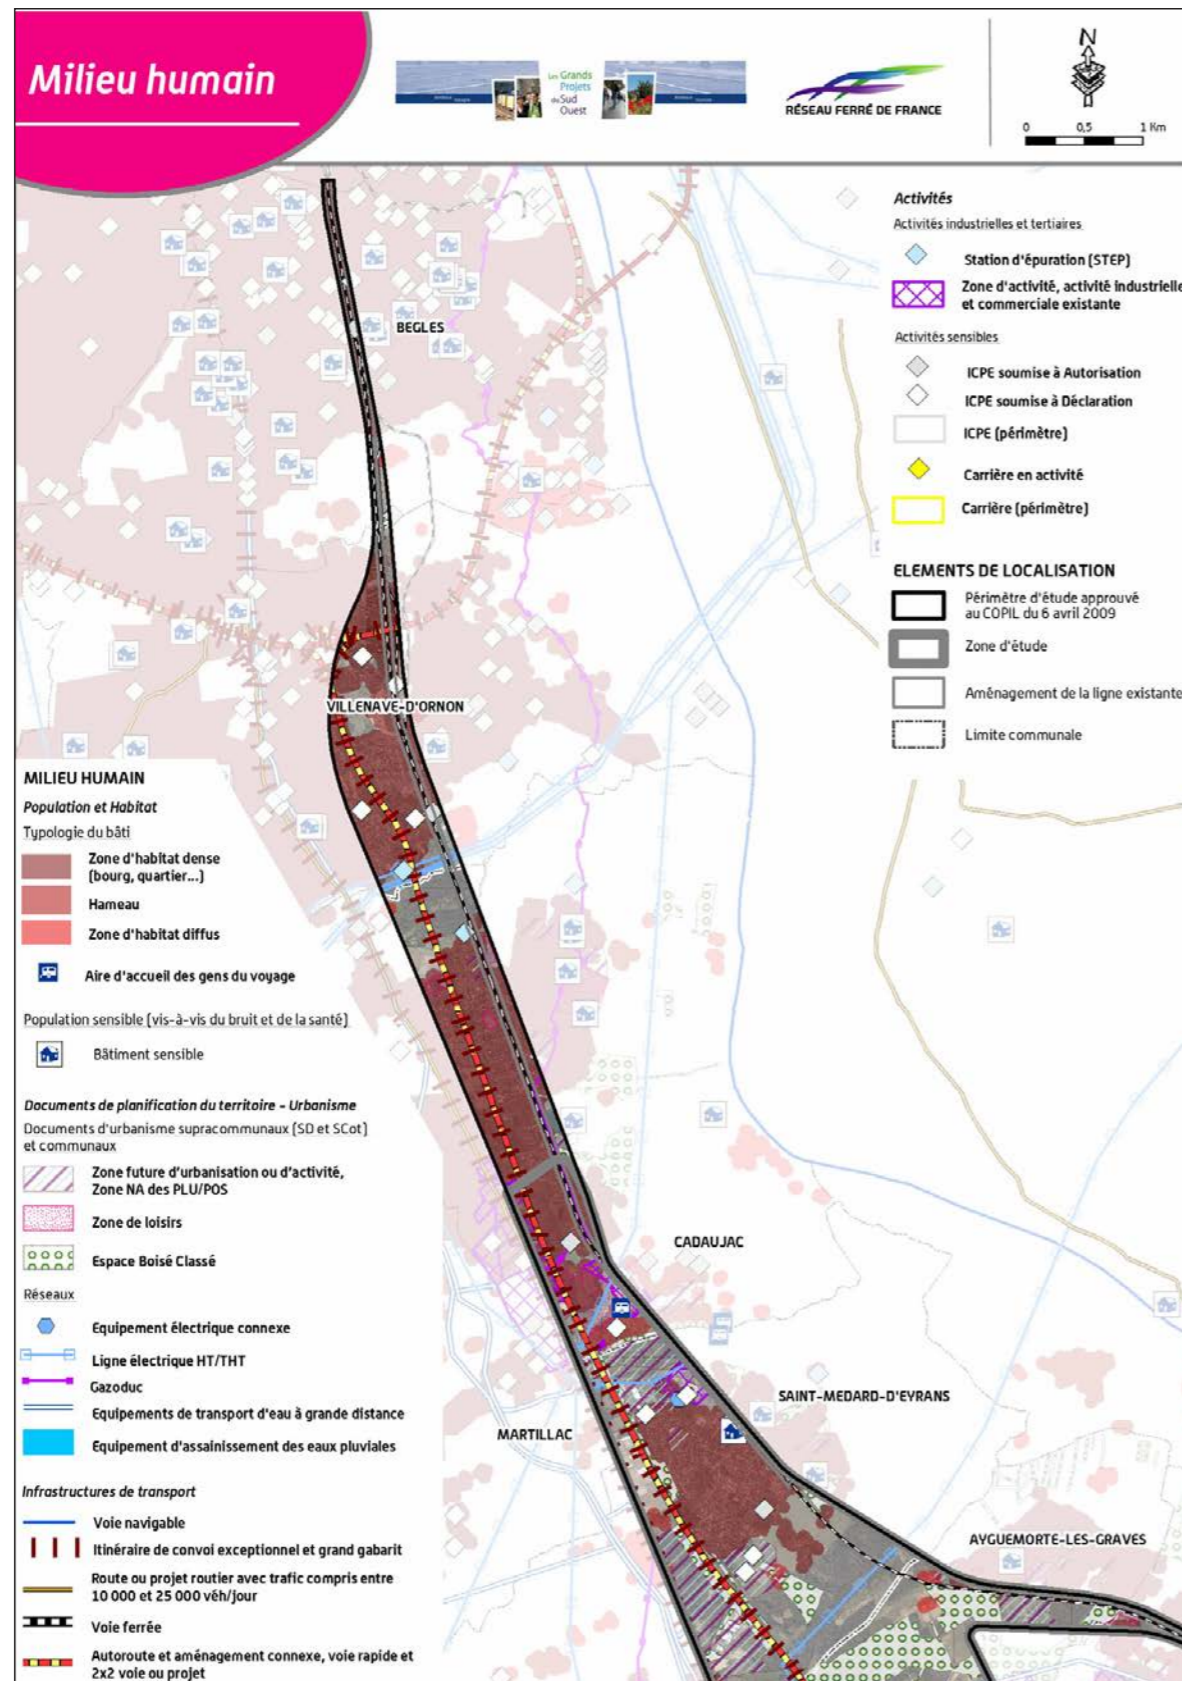 Milieu humain
Les Grands
Projets
du Sud
Ouest
RÉSEAU FERRÉ DE FRANCE
N
0 0,5 1 Km
Activités
Activités industrielles et tertiaires
Station d'épuration (STEP)
Zone d'activité, activité industrielle
et commerciale existante
Activités sensibles
ICPE soumise à Autorisation
ICPE soumise à Déclaration
ICPE (périmètre)
Carrière en activité
Carrière (périmètre)
ELEMENTS DE LOCALISATION
Périmètre d'étude approuvé
au COPIL du 6 avril 2009
Zone d'étude
Aménagement de la ligne existante
Limite communale
BEGLES
VILLENAVE-D'ORNON
CADAUJAC
SAINT-MEDARD-D'EYRANS
MARTILLAC
AYGUEMORTE-LES-GRAVES
MILIEU HUMAIN
Population et Habitat
Typologie du bâti
Zone d'habitat dense
(bourg, quartier...)
Hameau
Zone d'habitat diffus
Aire d'accueil des gens du voyage
Population sensible (vis-à-vis du bruit et de la santé)
Bâtiment sensible
Documents de planification du territoire - Urbanisme
Documents d'urbanisme supracommunaux (SD et SCot)
et communaux
Zone future d'urbanisation ou d'activité,
Zone NA des PLU/POS
Zone de loisirs
Espace Boisé Classé
Réseaux
Equipement électrique connexe
Ligne électrique HT/THT
Gazoduc
Equipements de transport d'eau à grande distance
Equipement d'assainissement des eaux pluviales
Infrastructures de transport
Voie navigable
Itinéraire de convoi exceptionnel et grand gabarit
Route ou projet routier avec trafic compris entre
10 000 et 25 000 véh/jour
Voie ferrée
Autoroute et aménagement connexe, voie rapide et
2x2 voie ou projet